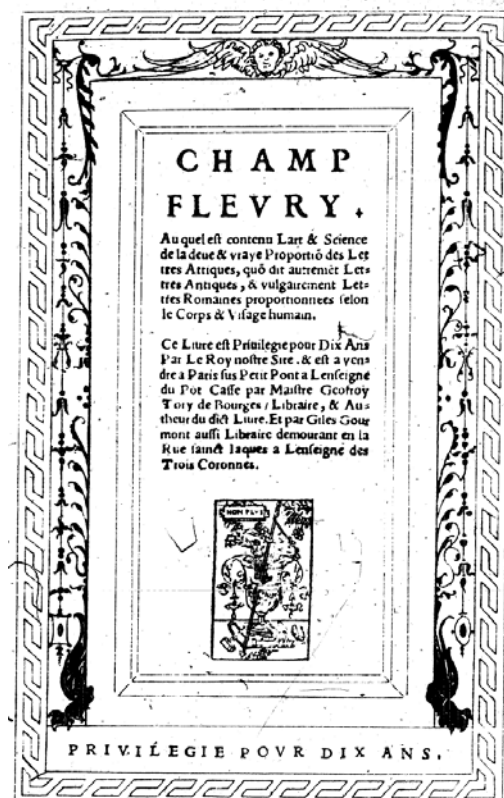 CHAMP
FLEVRY.
Au quel est contenu Lart & Science
de la deue & vraye Proportiõ des Let
tres Attiques, quõ dit autremẽt Let=
tres Antiques, & vulgairement Let=
tres Romaines proportionnees selon
le Corps & Visage humain.
Ce Liure est Priuilegie pour Dix Ans
Par Le Roy nostre Sire. & est a ven=
dre a Paris sus Petit Pont a Lenseigne
du Pot Casse par Maistre Geofroy
Tory de Bourges / Libraire, & Au=
theur du dict Liure. Et par Giles Gour
mont aussi Libraire demourant en la
Rue sainct Iaques a Lenseigne des
Trois Coronnes.
NON PLVS
PRIVILEGIE POVR DIX ANS.